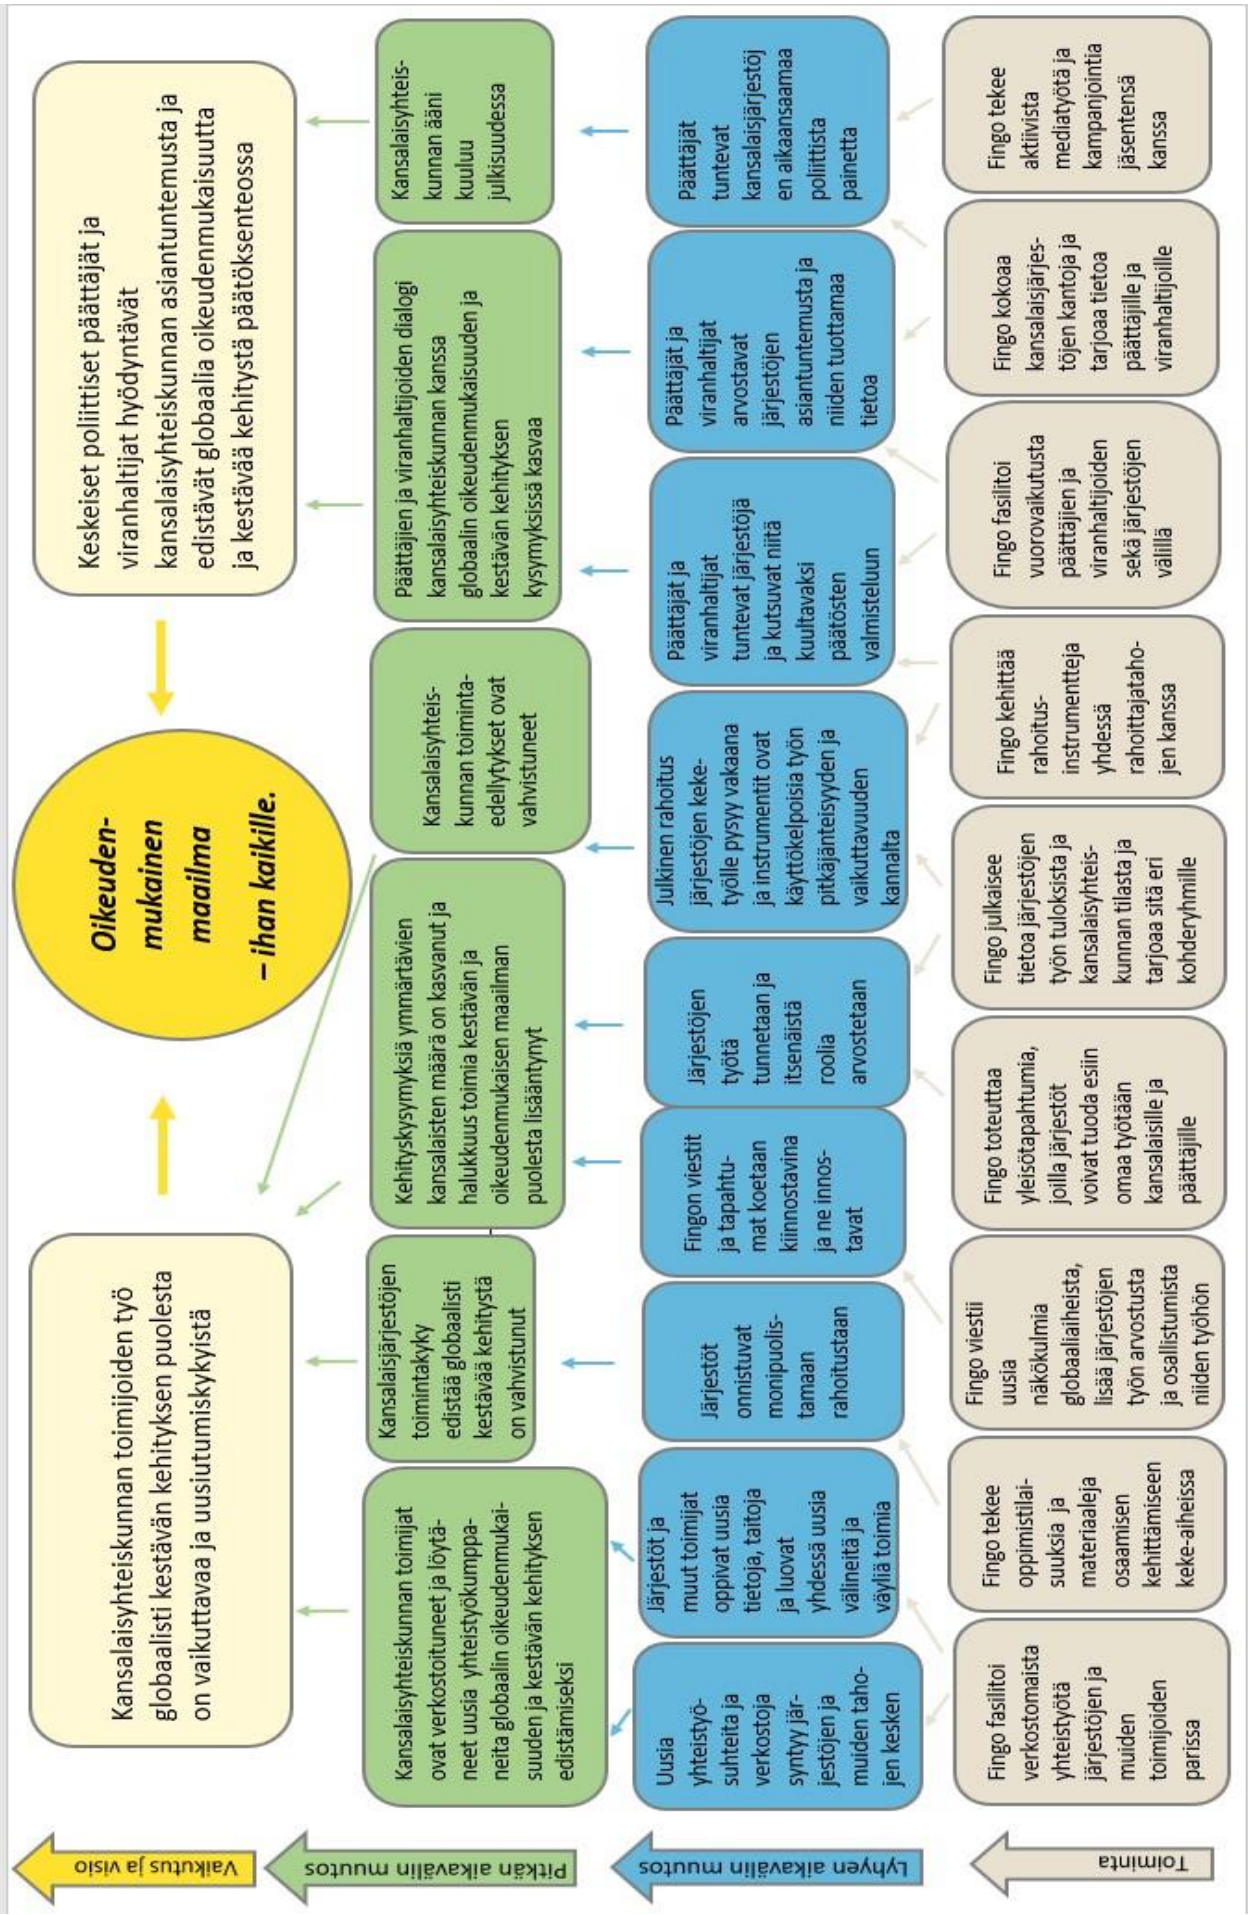 Vaikutus ja visio
Oikeuden-
mukainen
maailma
– ihan kaikille.
Kansalaisyhteiskunnan toimijoiden työ
globaalisti kestävän kehityksen puolesta
on vaikuttavaa ja uusiutumiskykyistä
Keskeiset poliittiset päättäjät ja
viranhaltijat hyödyntävät
kansalaisyhteiskunnan asiantuntemusta ja
edistävät globaalia oikeudenmukaisuutta
ja kestävää kehitystä päätöksenteossa
Pitkän aikavälin muutos
Kansalaisyhteiskunnan toimijat
ovat verkostoituneet ja löytä-
neet uusia yhteistyökumppa-
neita globaalin oikeudenmukai-
suuden ja kestävän kehityksen
edistämiseksi
Kansalaisjärjestöjen
toimintakyky
edistää globaalisti
kestävää kehitystä
on vahvistunut
Kehityskysymyksiä ymmärtävien
kansalaisten määrä on kasvanut ja
halukkuus toimia kestävän ja
oikeudenmukaisen maailman
puolesta lisääntynyt
Kansalaisyhteis-
kunnan toiminta-
edellytykset ovat
vahvistuneet
Päättäjien ja viranhaltijoiden dialogi
kansalaisyhteiskunnan kanssa
globaalin oikeudenmukaisuuden ja
kestävän kehityksen
kysymyksissä kasvaa
Kansalaisyhteis-
kunnan ääni
kuuluu
julkisuudessa
Lyhyen aikavälin muutos
Uusia
yhteistyö-
suhteita ja
verkostoja
syntyy jär-
jestöjen ja
muiden taho-
jen kesken
Järjestöt ja
muut toimijat
oppivat uusia
tietoja, taitoja
ja luovat
yhdessä uusia
välineitä ja
väyliä toimia
Järjestöt
onnistuvat
monipuolis-
tamaan
rahoitustaan
Fingon viestit
ja tapahtu-
mat koetaan
kiinnostavina
ja ne innos-
tavat
Järjestöjen
työtä
tunnetaan ja
itsenäistä
roolia
arvostetaan
Julkinen rahoitus
järjestöjen keke-
työlle pysyy vakaana
ja instrumentit ovat
käyttökelpoisia työn
pitkäjänteisyyden ja
vaikuttavuuden
kannalta
Päättäjät ja
viranhaltijat
tuntevat järjestöjä
ja kutsuvat niitä
kuultavaksi
päätösten
valmisteluun
Päättäjät ja
viranhaltijat
arvostavat
järjestöjen
asiantuntemusta ja
niiden tuottamaa
tietoa
Päättäjät
tuntevat
kansalaisjärjestöj
en aikaansaamaa
poliittista
painetta
Toiminta
Fingo fasilitoi
verkostomaista
yhteistyötä
järjestöjen ja
muiden
toimijoiden
parissa
Fingo tekee
oppimistilai-
suuksia ja
materiaaleja
osaamisen
kehittämiseen
keke-aiheissa
Fingo viestii
uusia
näkökulmia
globaaliaiheista,
lisää järjestöjen
työn arvostusta
ja osallistumista
niiden työhön
Fingo toteuttaa
yleisötapahtumia,
joilla järjestöt
voivat tuoda esiin
omaa työtään
kansalaisille ja
päättäjille
Fingo julkaisee
tietoa järjestöjen
työn tuloksista ja
kansalaisyhteis-
kunnan tilasta ja
tarjoaa sitä eri
kohderyhmille
Fingo kehittää
rahoitus-
instrumentteja
yhdessä
rahoittajataho-
jen kanssa
Fingo fasilitoi
vuorovaikutusta
päättäjien ja
viranhaltijoiden
sekä järjestöjen
välillä
Fingo kokoaa
kansalaisjärjes-
töjen kantoja ja
tarjoaa tietoa
päättäjille ja
viranhaltijoille
Fingo tekee
aktiivista
mediatyötä ja
kampanjointia
jäsentensä
kanssa